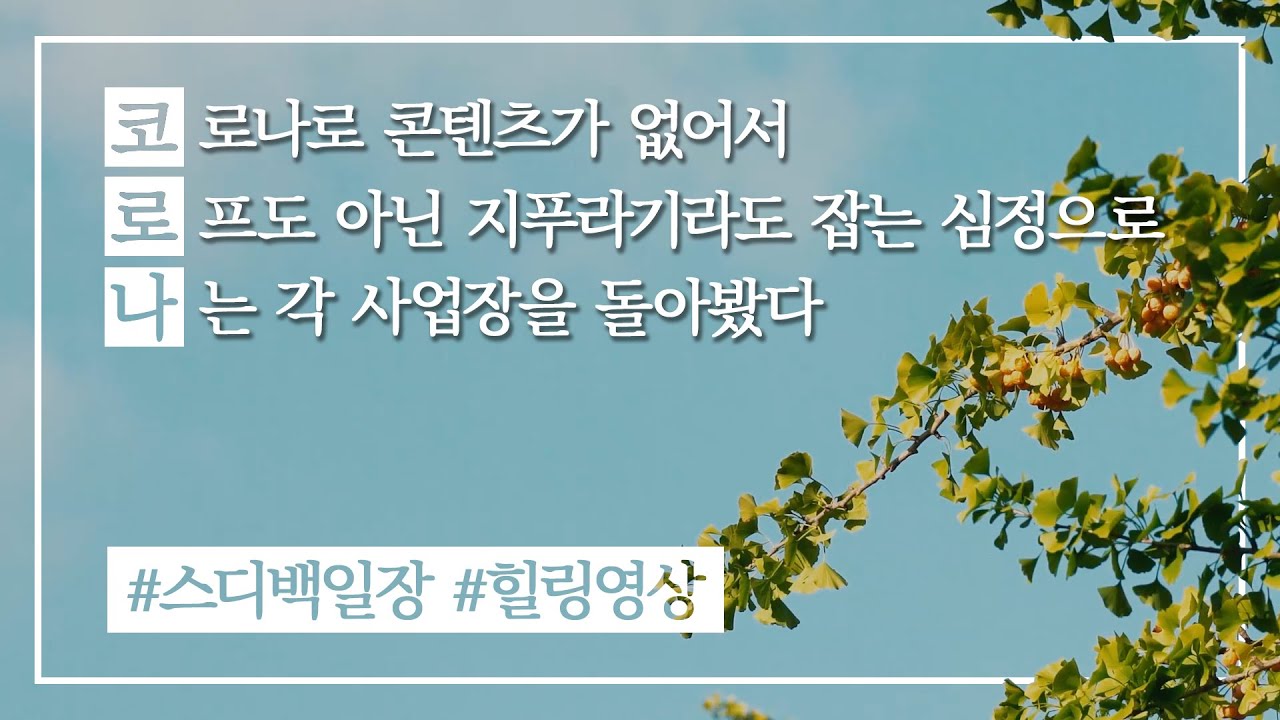 코로나로 콘텐츠가 없어서
로프도 아닌 지푸라기라도 잡는 심정으로
나는 각 사업장을 돌아봤다
#스디백일장 #힐링영상